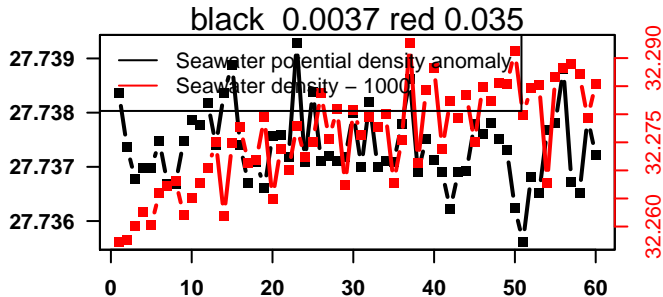 black 0.0037 red 0.035
27.739
27.738
27.737
27.736
Seawater potential density anomaly
Seawater density − 1000
32.290
32.275
32.260
0 10 20 30 40 50 60